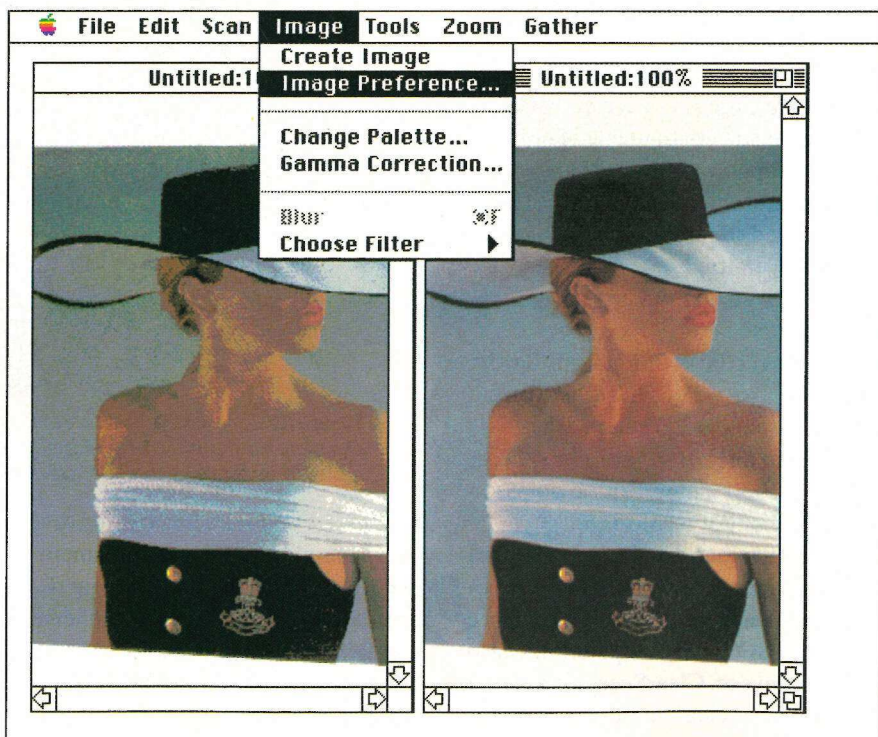 File Edit Scan Image Tools Zoom Gather
Create Image
Image Preference...
Change Palette...
Gamma Correction...
Blur ⌘F
Choose Filter
Untitled:1
Untitled:100%